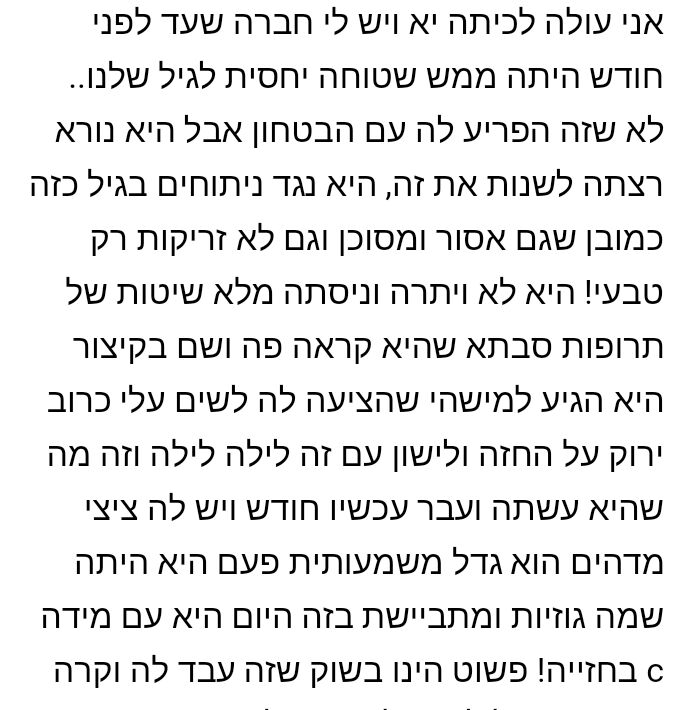 אני עולה לכיתה יא ויש לי חברה שעד לפני
חודש היתה ממש שטוחה יחסית לגיל שלנו..
לא שזה הפריע לה עם הבטחון אבל היא נורא
רצתה לשנות את זה, היא נגד ניתוחים בגיל כזה
כמובן שגם אסור ומסוכן וגם לא זריקות רק
טבעי! היא לא ויתרה וניסתה מלא שיטות של
תרופות סבתא שהיא קראה פה ושם בקיצור
היא הגיע למישהי שהציעה לה לשים עלי כרוב
ירוק על החזה ולישון עם זה לילה לילה וזה מה
שהיא עשתה ועבר עכשיו חודש ויש לה ציצי
מדהים הוא גדל משמעותית פעם היא היתה
שמה גוזיות ומתביישת בזה היום היא עם מידה
c בחזייה! פשוט הינו בשוק שזה עבד לה וקרה